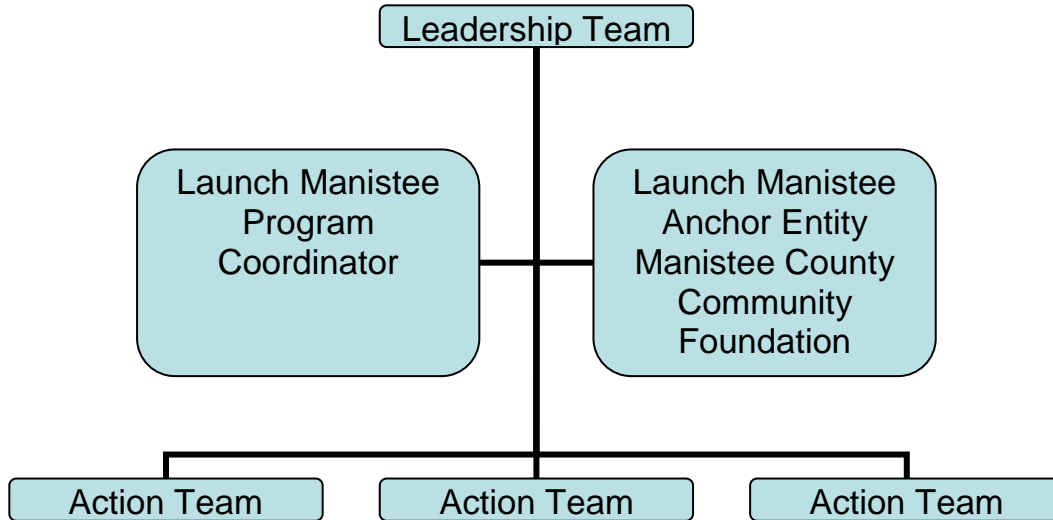 Leadership Team
Launch Manistee
Program
Coordinator
Launch Manistee
Anchor Entity
Manistee County
Community
Foundation
Action Team
Action Team
Action Team